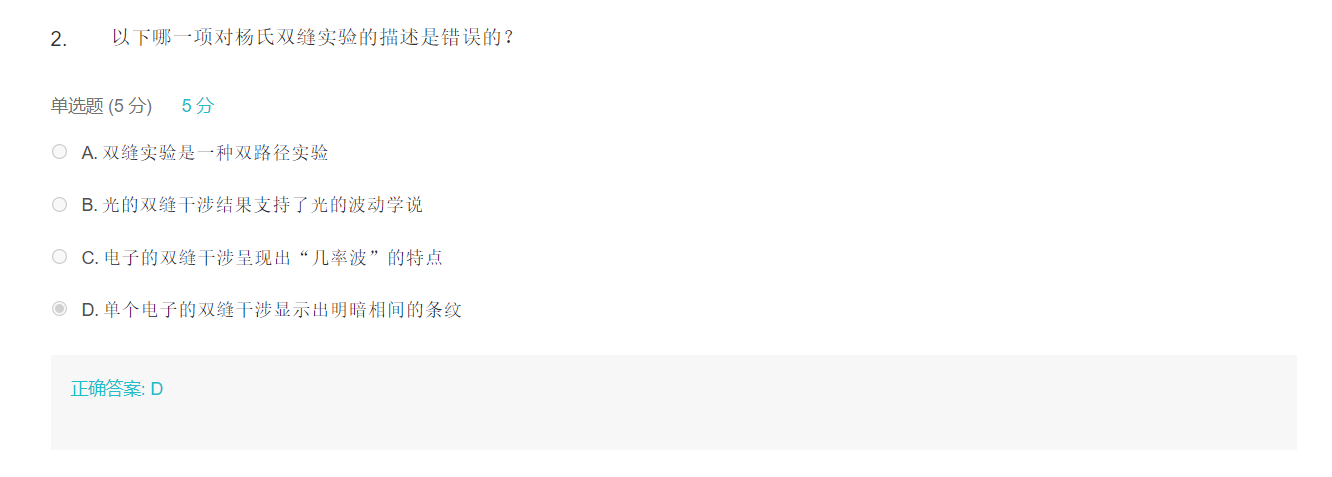 2. 以下哪一项对杨氏双缝实验的描述是错误的？
单选题 (5 分) 5 分
A. 双缝实验是一种双路径实验
B. 光的双缝干涉结果支持了光的波动学说
C. 电子的双缝干涉呈现出“几率波”的特点
D. 单个电子的双缝干涉显示出明暗相间的条纹
正确答案: D